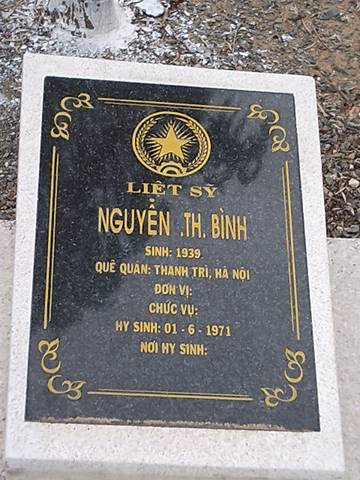 LIỆT SỸ
NGUYỄN .TH. BÌNH
SINH: 1939
QUÊ QUÁN: THANH TRÌ, HÀ NỘI
ĐƠN VỊ:
CHỨC VỤ:
HY SINH: 01 - 6 - 1971
NƠI HY SINH: